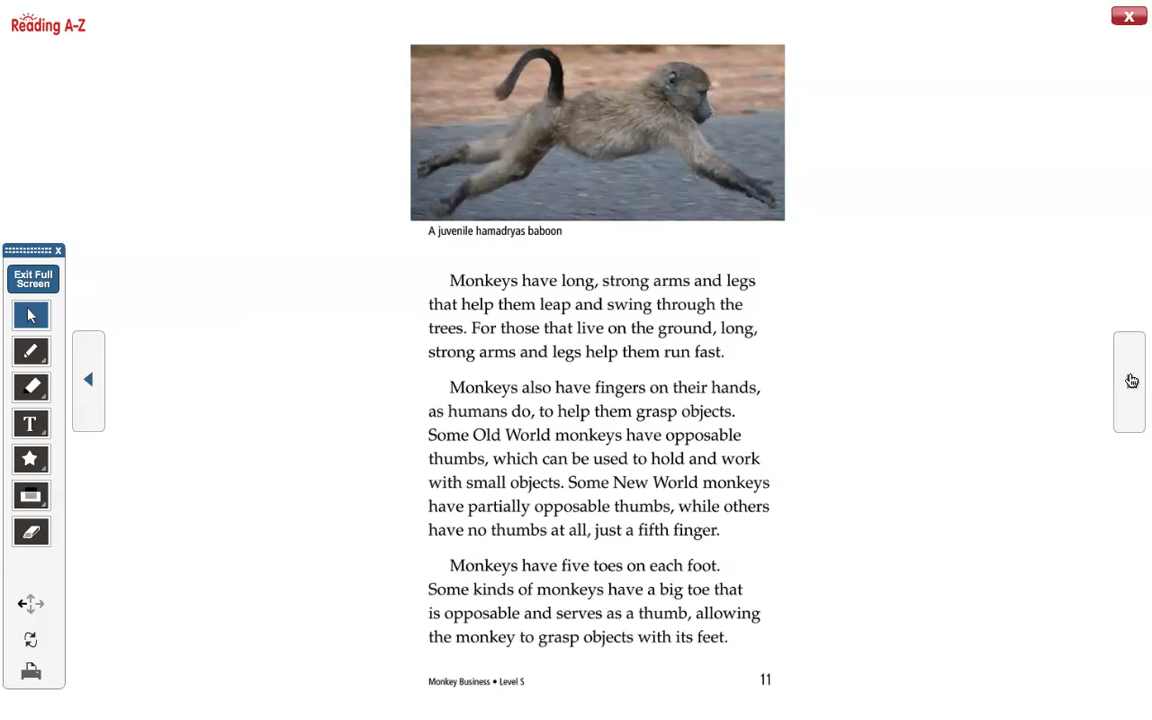 Reading A-Z
X
A juvenile hamadryas baboon
X
Exit Full
Screen
T
Monkeys have long, strong arms and legs
that help them leap and swing through the
trees. For those that live on the ground, long,
strong arms and legs help them run fast.
Monkeys also have fingers on their hands,
as humans do, to help them grasp objects.
Some Old World monkeys have opposable
thumbs, which can be used to hold and work
with small objects. Some New World monkeys
have partially opposable thumbs, while others
have no thumbs at all, just a fifth finger.
Monkeys have five toes on each foot.
Some kinds of monkeys have a big toe that
is opposable and serves as a thumb, allowing
the monkey to grasp objects with its feet.
Monkey Business • Level S
11